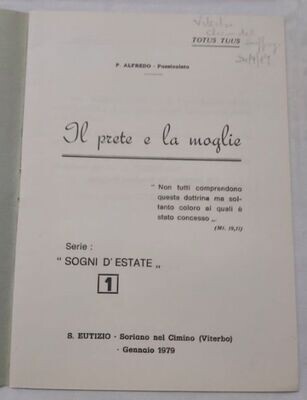 Viterbo
TOTUS TUUS
P. ALFREDO - Passionista
Il prete e la moglie
" Non tutti comprendono
questa dottrina ma sol-
tanto coloro ai quali è
stato concesso „
(Mt. 19,11)
Serie :
" SOGNI D'ESTATE „
1
S. EUTIZIO - Soriano nel Cimino (Viterbo)
- Gennaio 1979